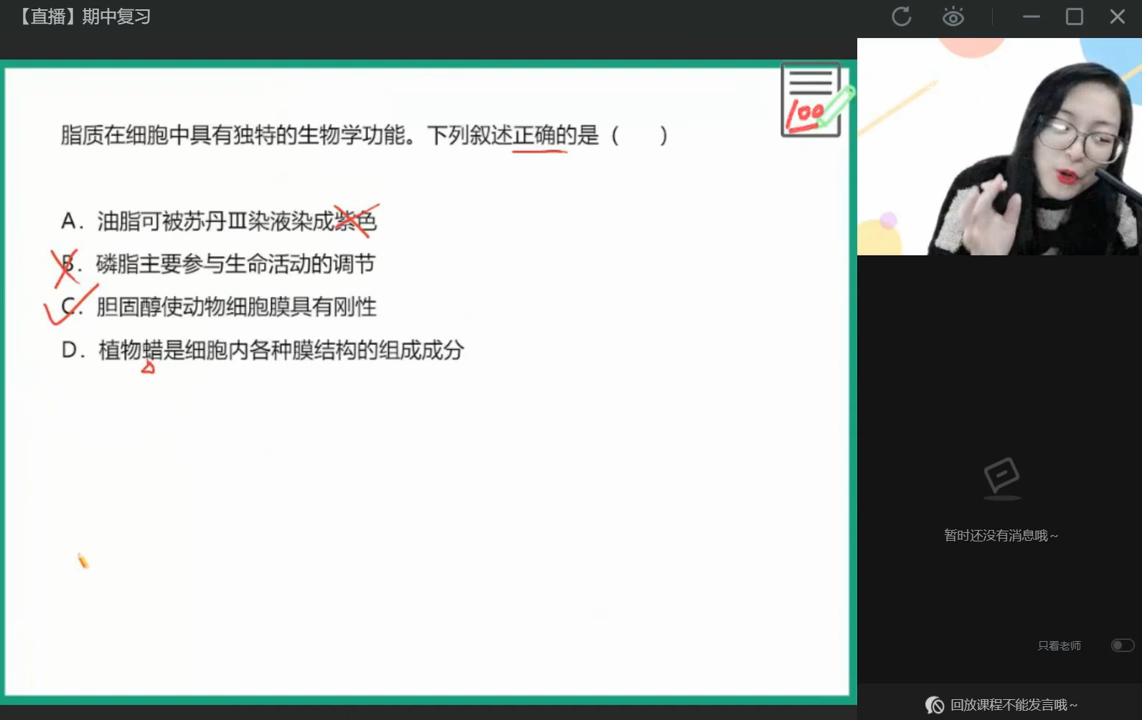 【直播】期中复习
100
脂质在细胞中具有独特的生物学功能。下列叙述正确的是（　　）
A. 油脂可被苏丹Ⅲ染液染成紫色
B. 磷脂主要参与生命活动的调节
C. 胆固醇使动物细胞膜具有刚性
D. 植物蜡是细胞内各种膜结构的组成成分
暂时还没有消息哦～
只看老师
回放课程不能发言哦～